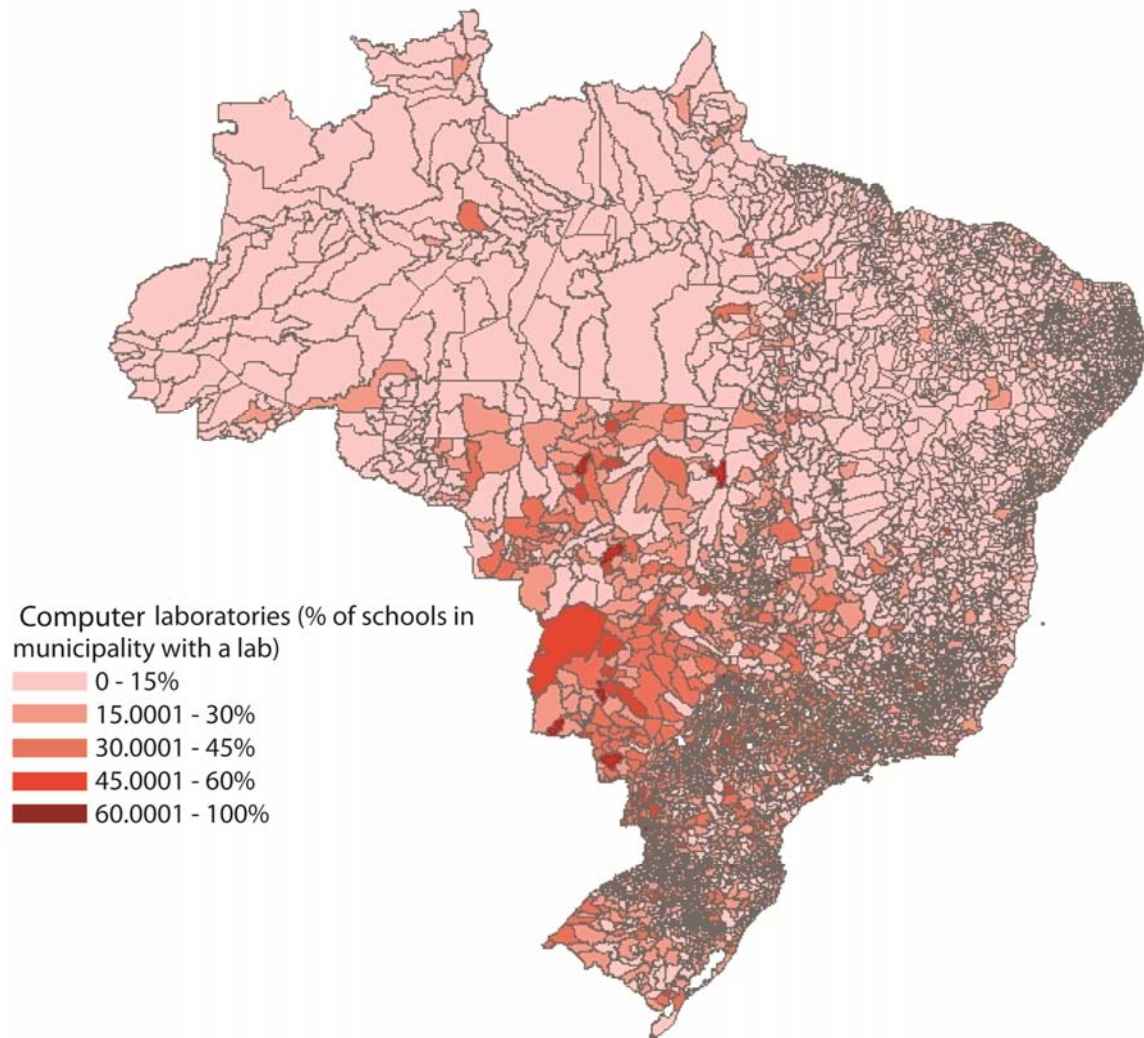 Computer laboratories (% of schools in
municipality with a lab)
0 - 15%
15.0001 - 30%
30.0001 - 45%
45.0001 - 60%
60.0001 - 100%